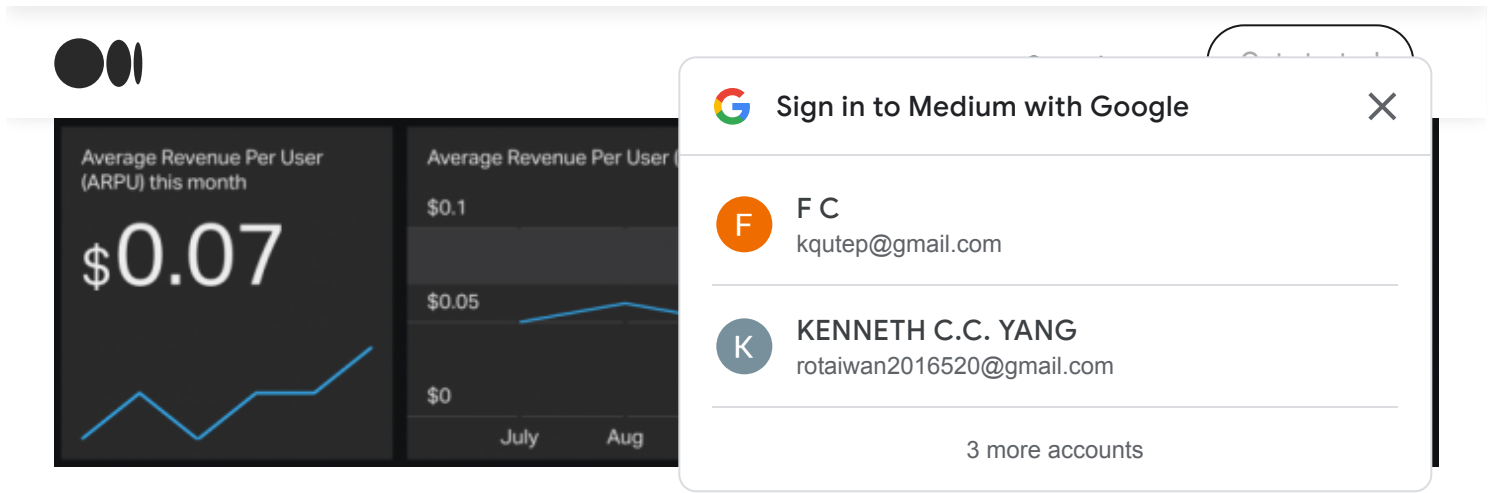 Sign in to Medium with Google
F
F C
kqutep@gmail.com
K
KENNETH C.C. YANG
rotaiwan2016520@gmail.com
3 more accounts
Average Revenue Per User
(ARPU) this month
$0.07
Average Revenue Per User (
$0.1
$0.05
$0
July Aug